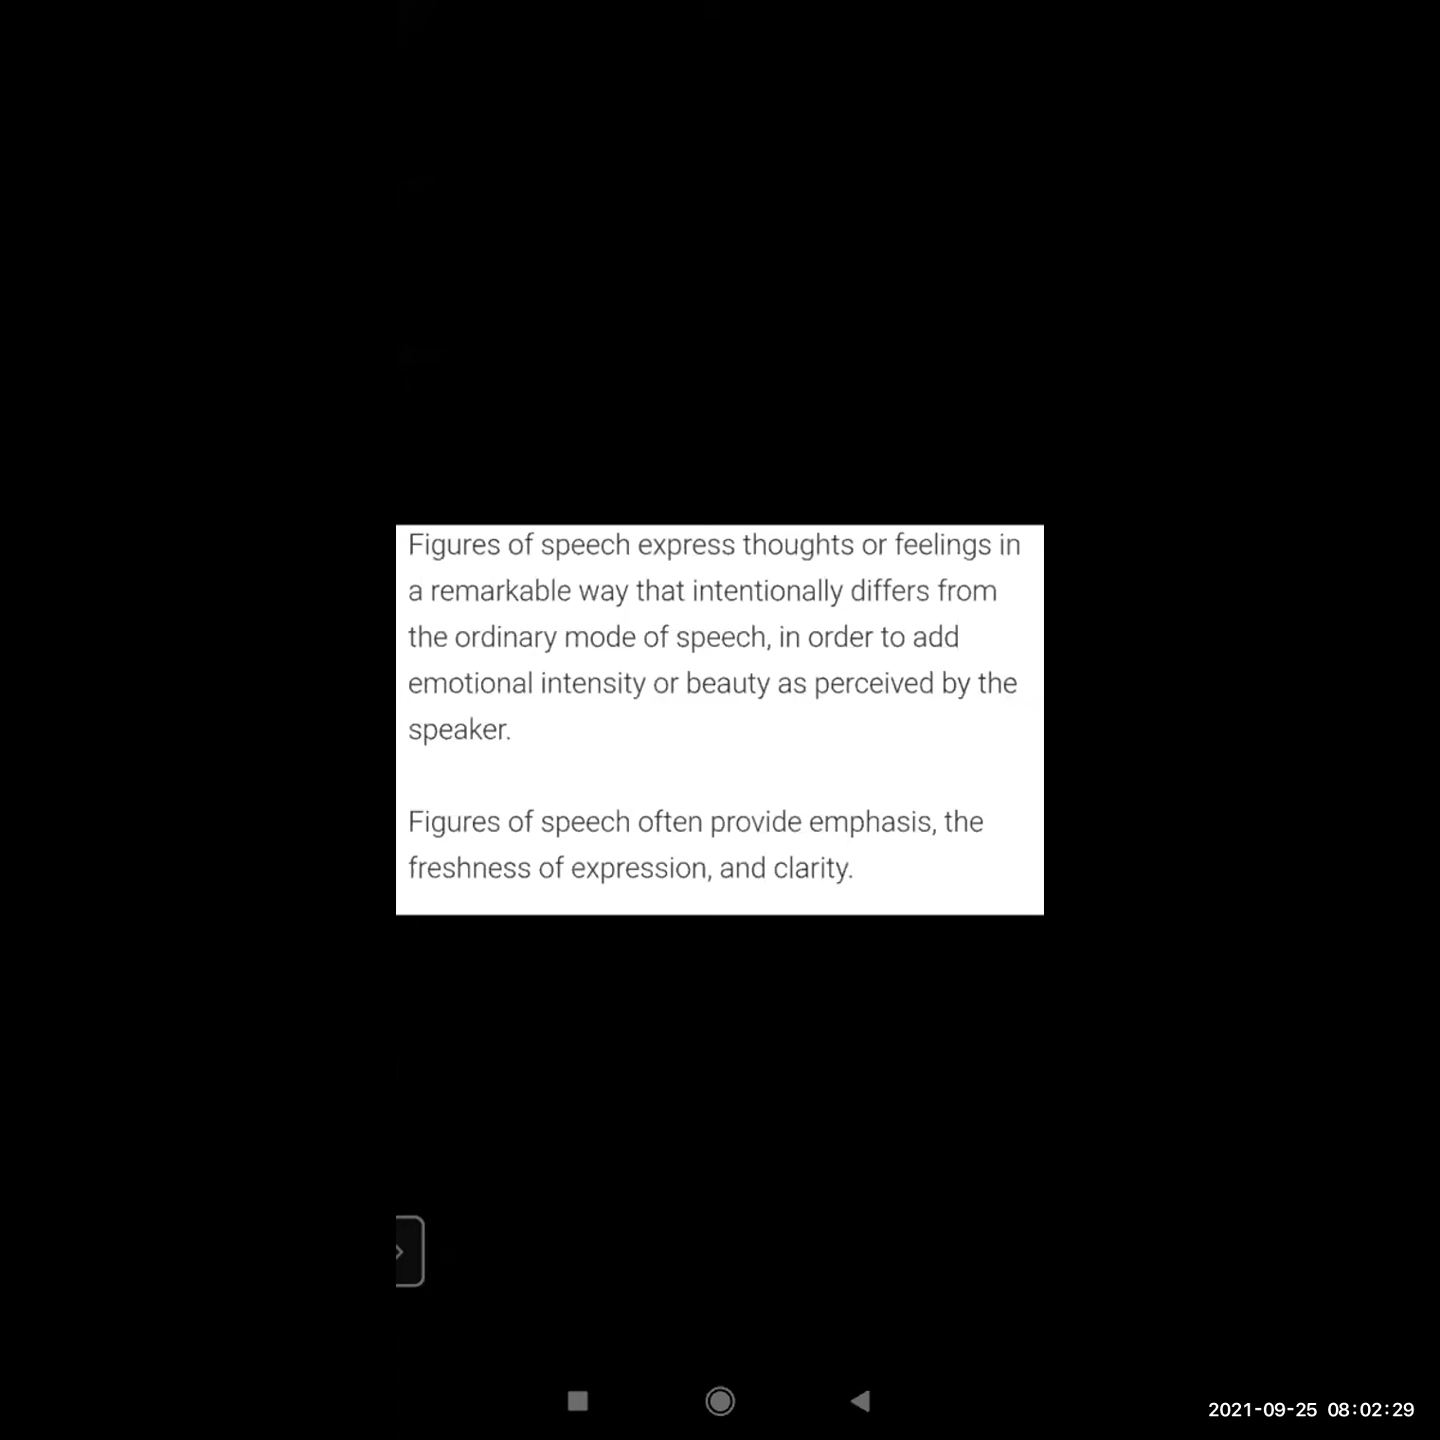 Figures of speech express thoughts or feelings in
a remarkable way that intentionally differs from
the ordinary mode of speech, in order to add
emotional intensity or beauty as perceived by the
speaker.
Figures of speech often provide emphasis, the
freshness of expression, and clarity.
2021-09-25 08:02:29